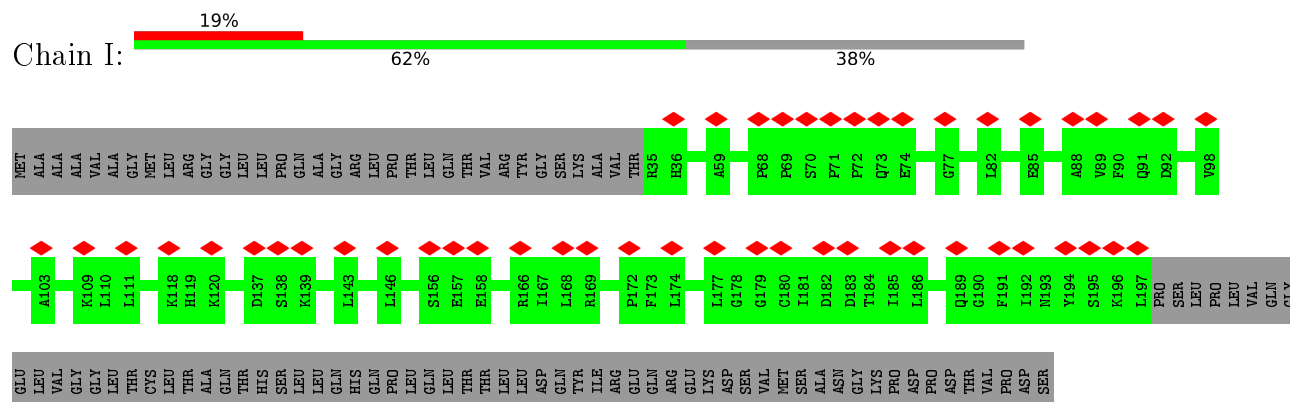 19%
Chain I:
62%
38%
MET ALA ALA ALA VAL ALA GLY MET LEU ARG GLY GLY LEU LEU PRO GLN ALA GLY ARG LEU PRO THR LEU GLN THR VAL ARG TYR GLY SER LYS ALA VAL THR R35 H36 A59 P68 P69 S70 P71 P72 Q73 E74 G77 L82 E85 A88 V89 F90 Q91 D92 V98
A103 K109 L110 L111 K118 H119 K120 D137 S138 K139 L143 L146 S156 E157 E158 R166 I167 L168 R169 P172 F173 L174 L177 G178 G179 C180 I181 D182 D183 T184 I185 L186 Q189 G190 F191 I192 N193 Y194 S195 K196 L197 PRO SER LEU PRO LEU VAL GLN GLY
GLU LEU VAL GLY GLY LEU THR CYS LEU THR ALA GLN THR HIS SER LEU LEU GLN HIS GLN PRO LEU GLN LEU THR THR LEU LEU ASP GLN TYR ILE ARG GLU GLN ARG GLU LYS ASP SER VAL MET SER ALA ASN GLY LYS PRO ASP PRO ASP THR VAL PRO ASP SER